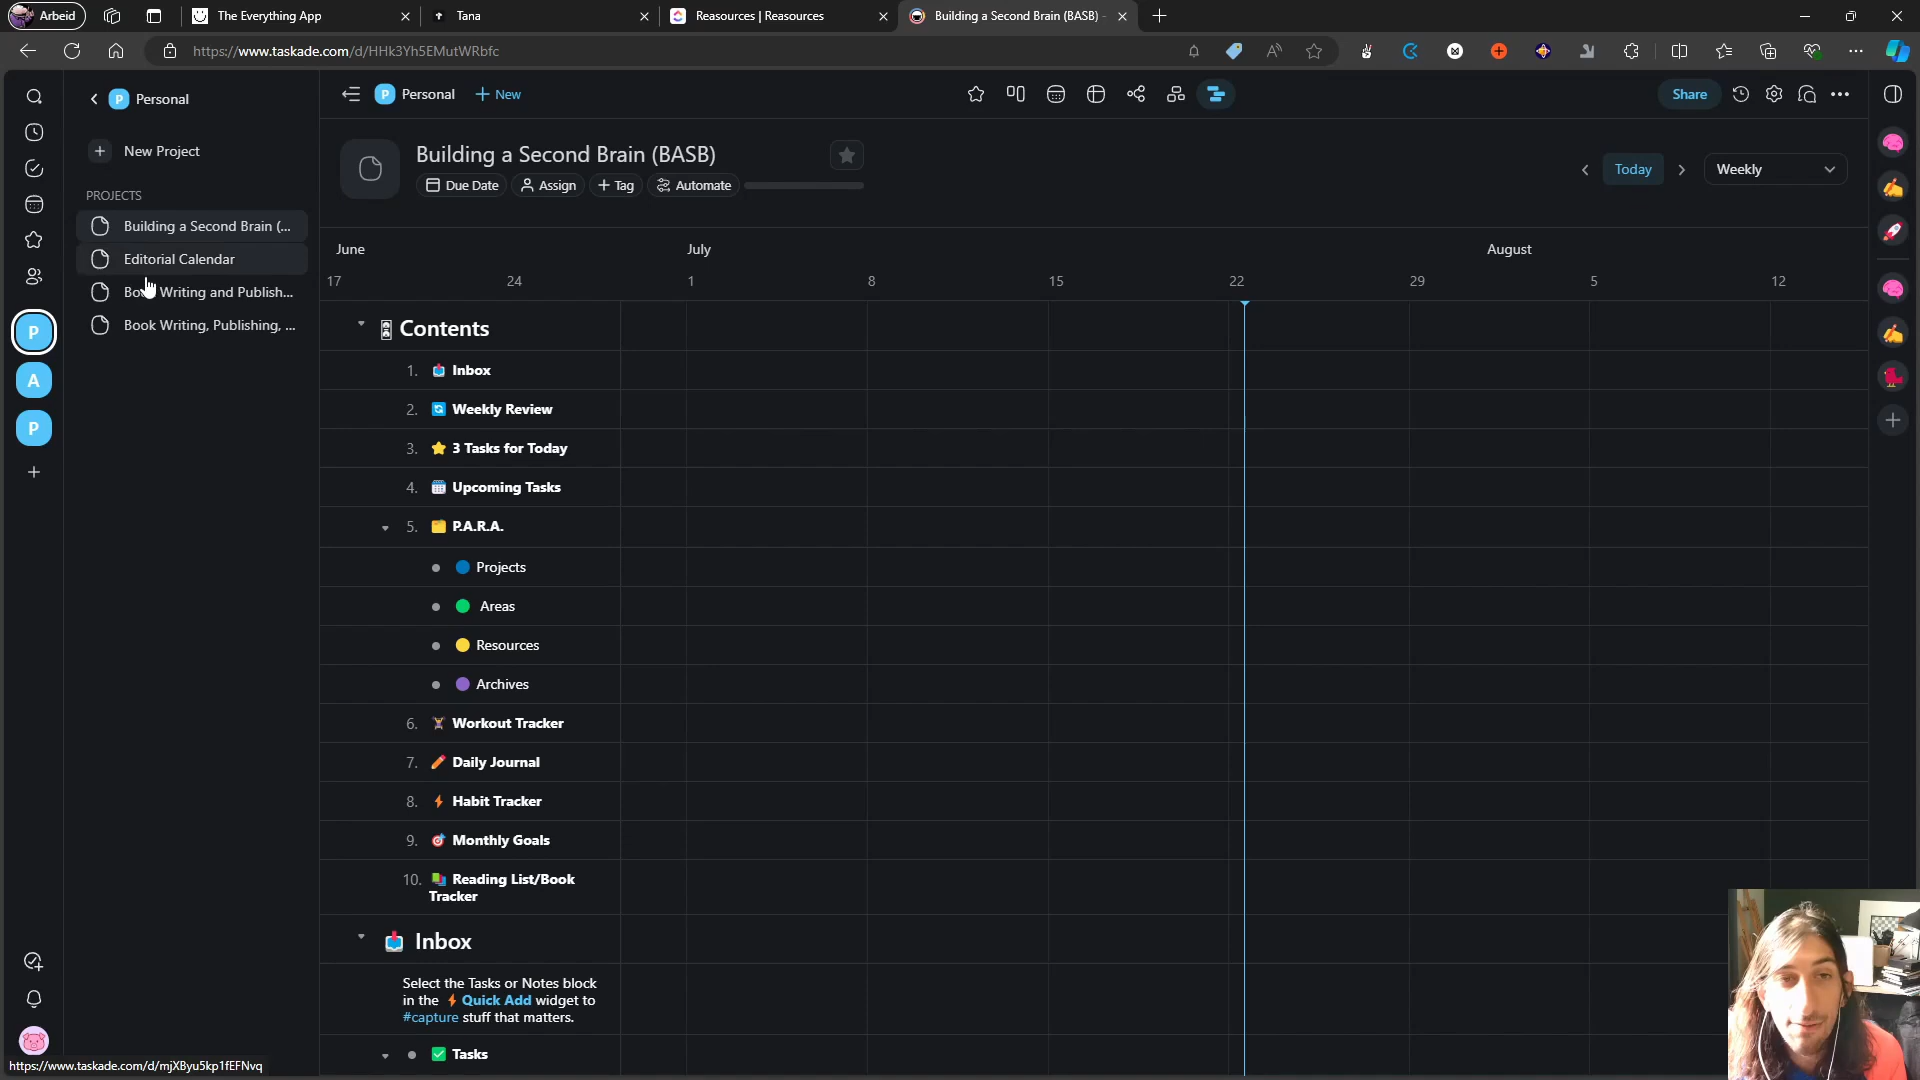 Arbeid
The Everything App
Tana
Reasources | Reasources
Building a Second Brain (BASB) -
https://www.taskade.com/d/HHk3Yh5EMutWRbfc
P Personal
New Project
PROJECTS
Building a Second Brain (...
Editorial Calendar
Book Writing and Publish...
Book Writing, Publishing, ...
P
A
P
P Personal
+ New
Share
Building a Second Brain (BASB)
Due Date
Assign
+ Tag
Automate
Today
Weekly
June
July
August
17
24
1
8
15
22
29
5
12
Contents
1. Inbox
2. Weekly Review
3. 3 Tasks for Today
4. Upcoming Tasks
5. P.A.R.A.
Projects
Areas
Resources
Archives
6. Workout Tracker
7. Daily Journal
8. Habit Tracker
9. Monthly Goals
10. Reading List/Book
Tracker
Inbox
Select the Tasks or Notes block
in the Quick Add widget to
#capture stuff that matters.
Tasks
https://www.taskade.com/d/mjXByu5kp1fEFNvq